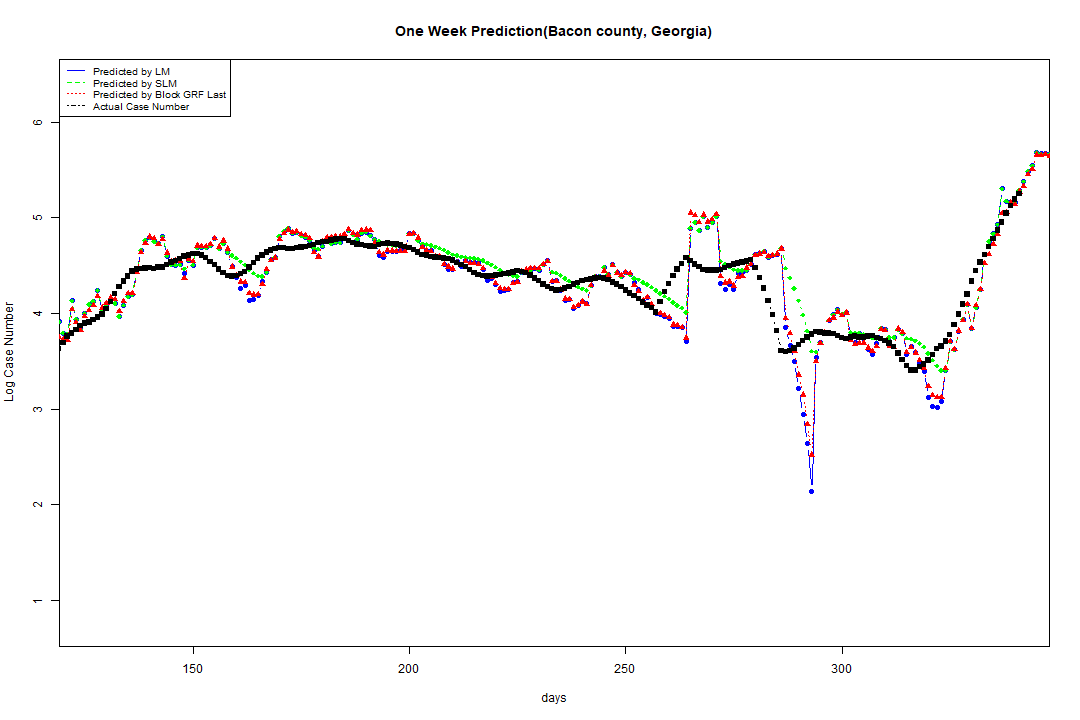 One Week Prediction(Bacon county, Georgia)
Predicted by LM
Predicted by SLM
Predicted by Block GRF Last
Actual Case Number
6
5
4
3
2
1
Log Case Number
150 200 250 300
days